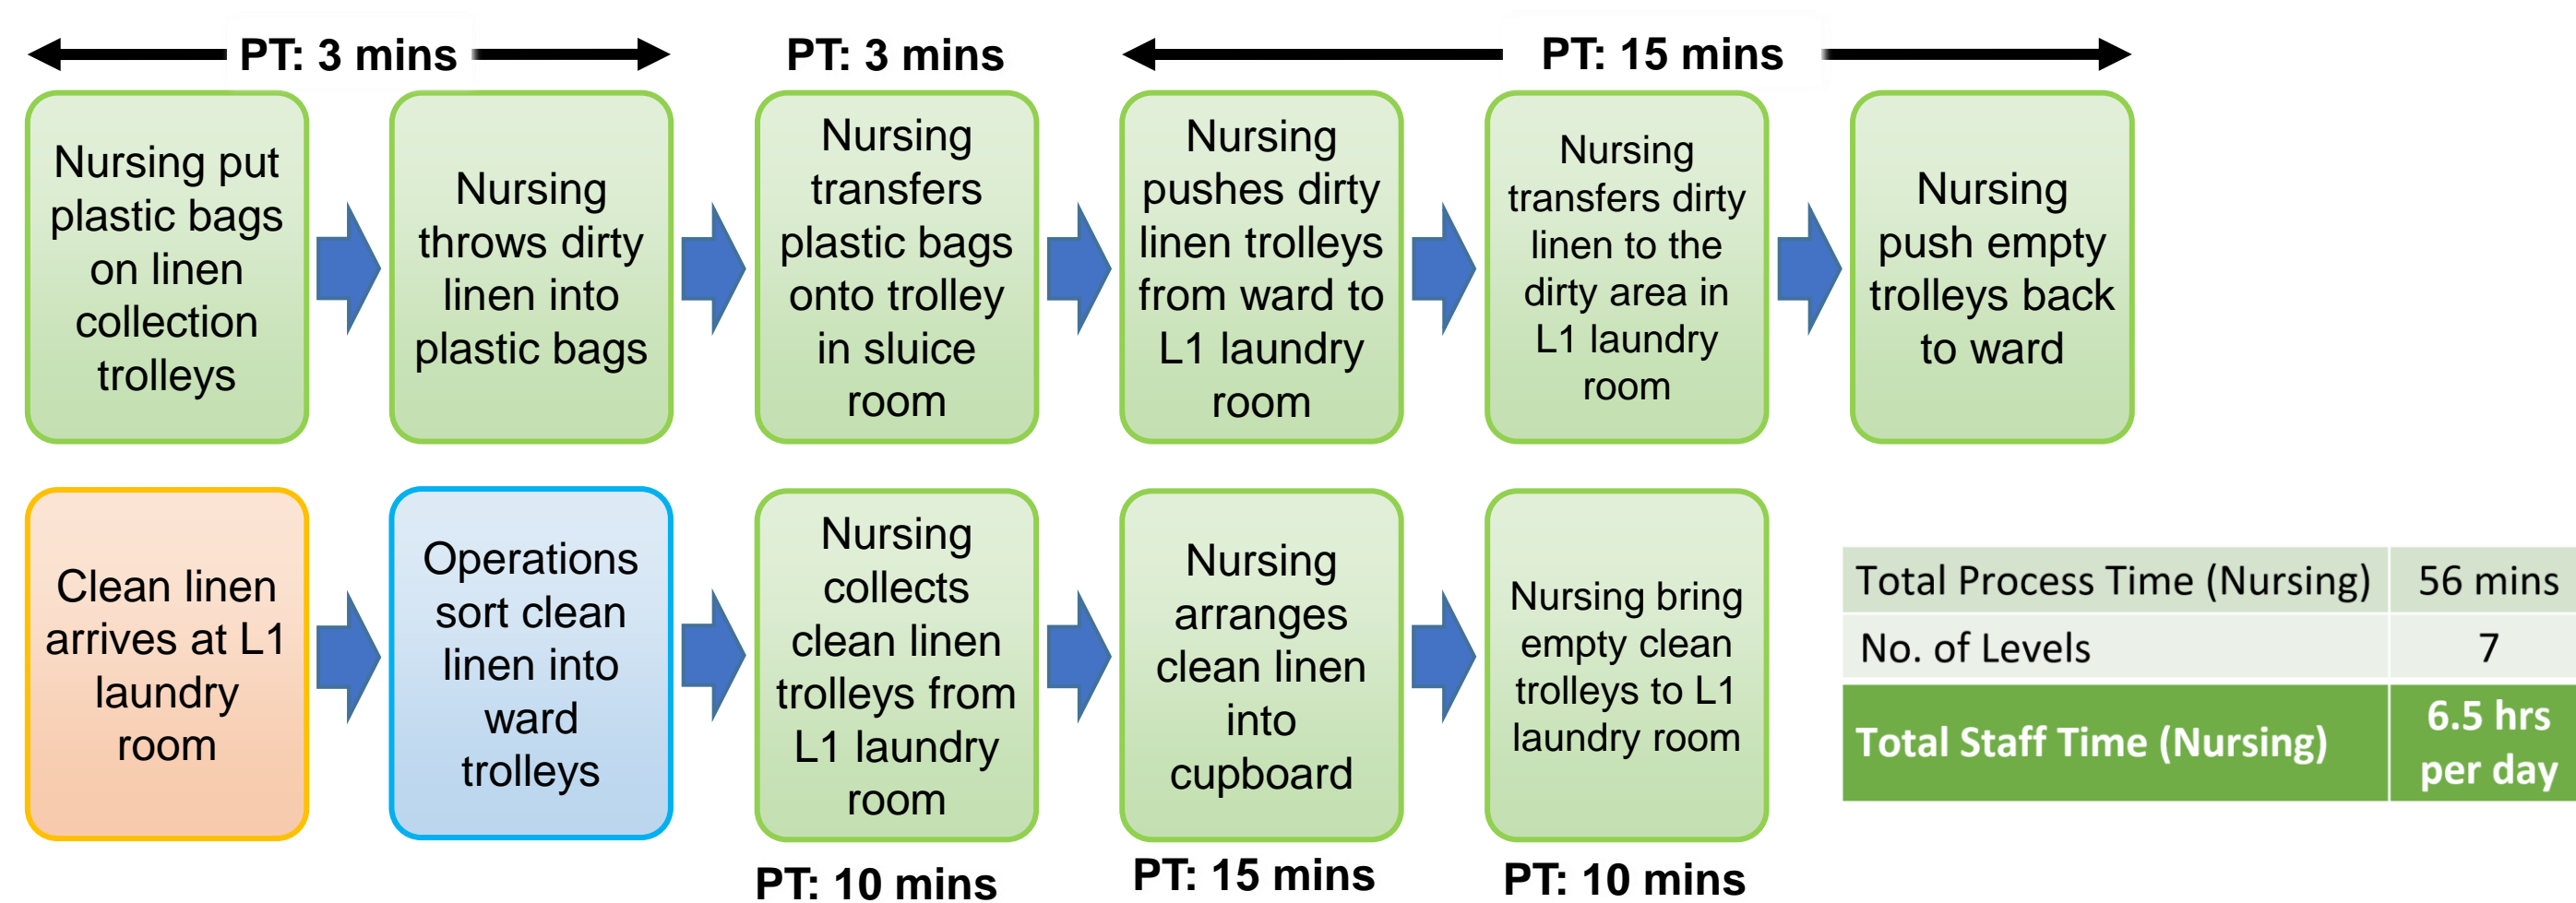 PT: 3 mins
PT: 3 mins
PT: 15 mins
Nursing put
plastic bags
on linen
collection
trolleys
Nursing
throws dirty
linen into
plastic bags
Nursing
transfers
plastic bags
onto trolley
in sluice
room
Nursing
pushes dirty
linen trolleys
from ward to
L1 laundry
room
Nursing
transfers dirty
linen to the
dirty area in
L1 laundry
room
Nursing
push empty
trolleys back
to ward
Clean linen
arrives at L1
laundry
room
Operations
sort clean
linen into
ward
trolleys
Nursing
collects
clean linen
trolleys from
L1 laundry
room
Nursing
arranges
clean linen
into
cupboard
Nursing bring
empty clean
trolleys to L1
laundry room
PT: 10 mins
PT: 15 mins
PT: 10 mins
Total Process Time (Nursing) 56 mins
No. of Levels 7
Total Staff Time (Nursing) 6.5 hrs
per day